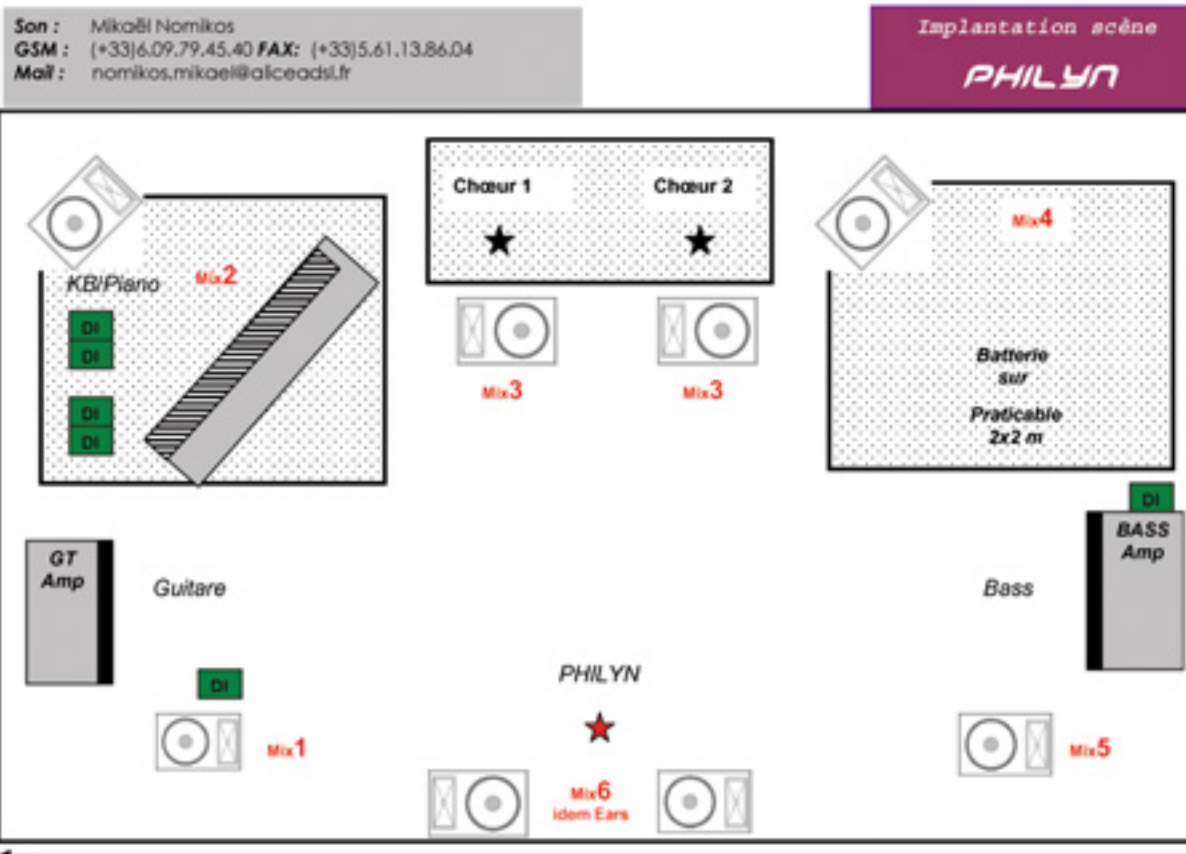 Son : Mikaël Nomikos
GSM : (+33)6.09.79.45.40 FAX: (+33)5.61.13.86.04
Mail : nomikos.mikael@aliceadsl.fr
Implantation scène
PHILYN
Chœur 1
Chœur 2
Mix4
KB/Piano
Mix2
DI
DI
DI
DI
Mix3
Mix3
Batterie
sur
Praticable
2x2 m
DI
BASS
Amp
GT
Amp
Guitare
Bass
DI
PHILYN
Mix1
Mix5
Mix6
idem Ears